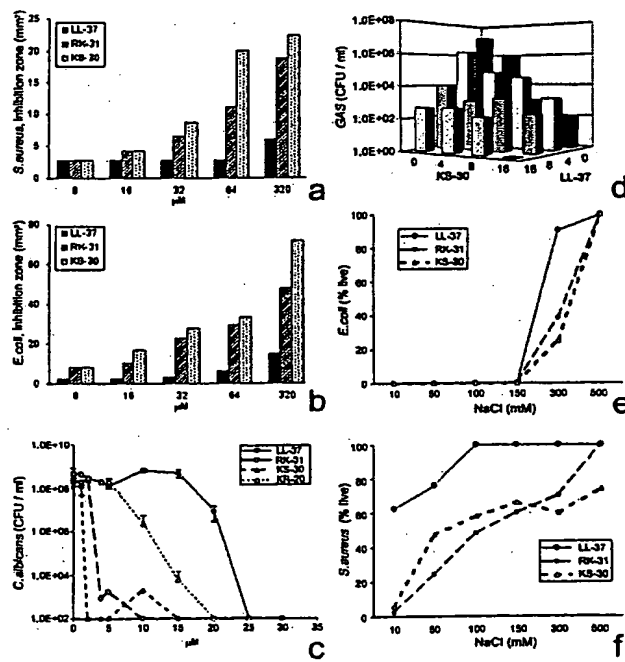 S.aureus, Inhibition zone (mm²)
25
20
15
10
5
0
LL-37
RK-31
KS-30
8
16
32
64
320
µM
a
GAS (CFU / ml)
1.0E+08
1.0E+06
1.0E+04
1.0E+02
1.0E+00
0
4
8
16
KS-30
16
8
4
0
LL-37
d
E.coli, Inhibition zone (mm²)
80
60
40
20
0
LL-37
RK-31
KS-30
8
16
32
64
320
µM
b
E.coli (% live)
100
80
60
40
20
0
LL-37
RK-31
KS-30
10
50
100
150
300
500
NaCl (mM)
e
C.albicans (CFU / ml)
1.0E+10
1.0E+08
1.0E+06
1.0E+04
1.0E+02
LL-37
RK-31
KS-30
KR-20
0
5
10
15
20
25
30
35
µM
c
S.aureus (% live)
100
80
60
40
20
0
LL-37
RK-31
KS-30
10
50
100
150
300
500
NaCl (mM)
f